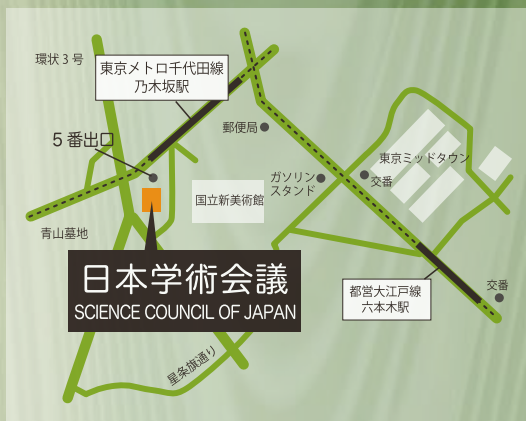 環状3号
東京メトロ千代田線
乃木坂駅
5番出口
郵便局
東京ミッドタウン
ガソリン
スタンド
交番
国立新美術館
青山墓地
日本学術会議
SCIENCE COUNCIL OF JAPAN
都営大江戸線
六本木駅
交番
星条旗通り